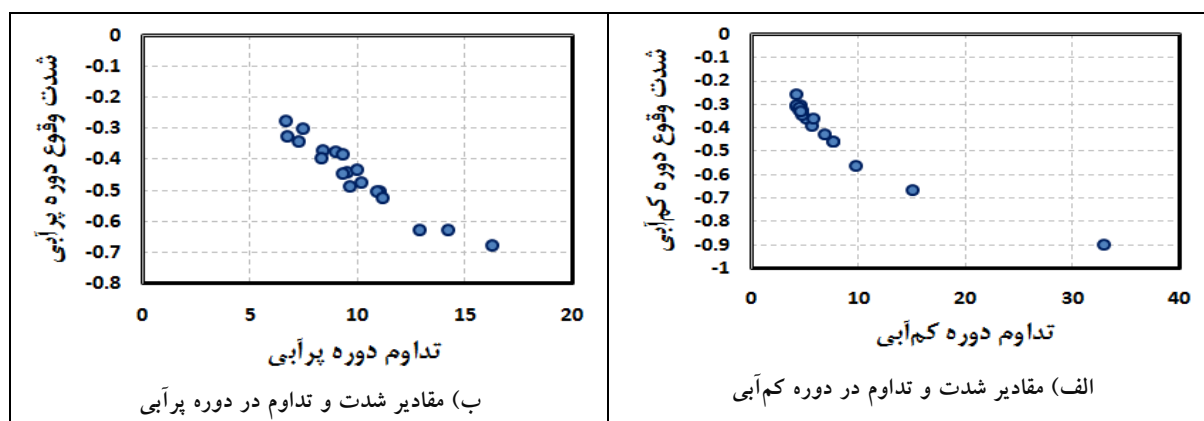 0
-0.1
-0.2
-0.3
-0.4
-0.5
-0.6
-0.7
-0.8
-0.9
-1
0 10 20 30 40
شدت وقوع دوره کم‌آبی
تداوم دوره کم‌آبی
الف) مقادیر شدت و تداوم در دوره کم‌آبی
0
-0.1
-0.2
-0.3
-0.4
-0.5
-0.6
-0.7
-0.8
0 5 10 15 20
شدت وقوع دوره پرآبی
تداوم دوره پرآبی
ب) مقادیر شدت و تداوم در دوره پرآبی